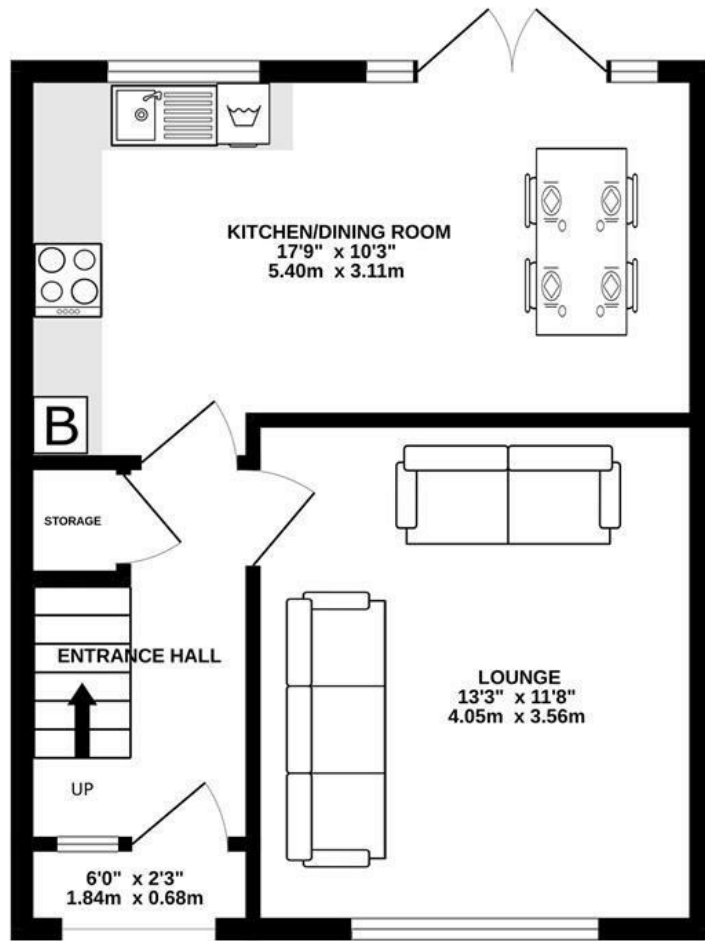 KITCHEN/DINING ROOM
17'9" x 10'3"
5.40m x 3.11m
B
STORAGE
ENTRANCE HALL
LOUNGE
13'3" x 11'8"
4.05m x 3.56m
UP
6'0" x 2'3"
1.84m x 0.68m